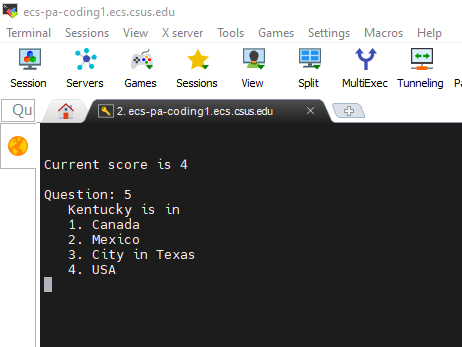 ecs-pa-coding1.ecs.csus.edu
Terminal Sessions View X server Tools Games Settings Macros Help
Session Servers Games Sessions View Split MultiExec Tunneling
Qu 2. ecs-pa-coding1.ecs.csus.edu
Current score is 4
Question: 5
Kentucky is in
1. Canada
2. Mexico
3. City in Texas
4. USA